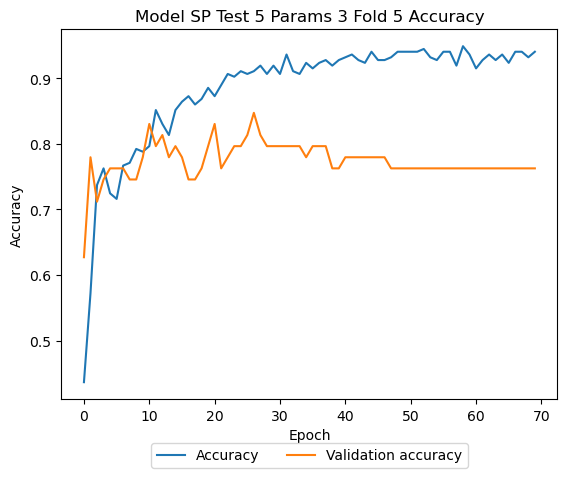 Model SP Test 5 Params 3 Fold 5 Accuracy
Accuracy
0.9
0.8
0.7
0.6
0.5
0 10 20 30 40 50 60 70
Epoch
Accuracy Validation accuracy